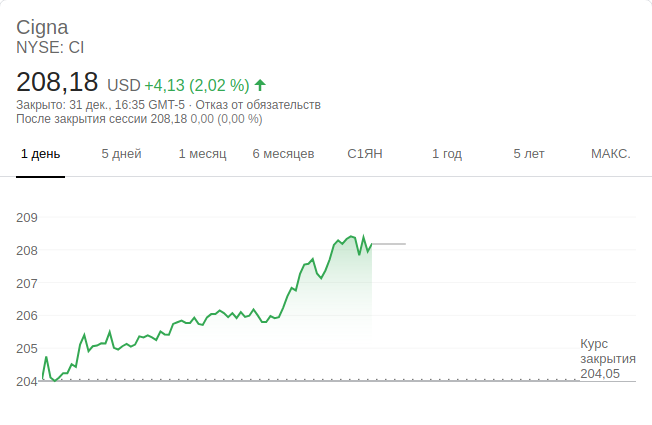 Cigna
NYSE: CI
208,18 USD +4,13 (2,02 %)
Закрыто: 31 дек., 16:35 GMT-5 · Отказ от обязательств
После закрытия сессии 208,18 0,00 (0,00 %)
1 день 5 дней 1 месяц 6 месяцев С1ЯН 1 год 5 лет МАКС.
209
208
207
206
205
204
Курс
закрытия
204,05